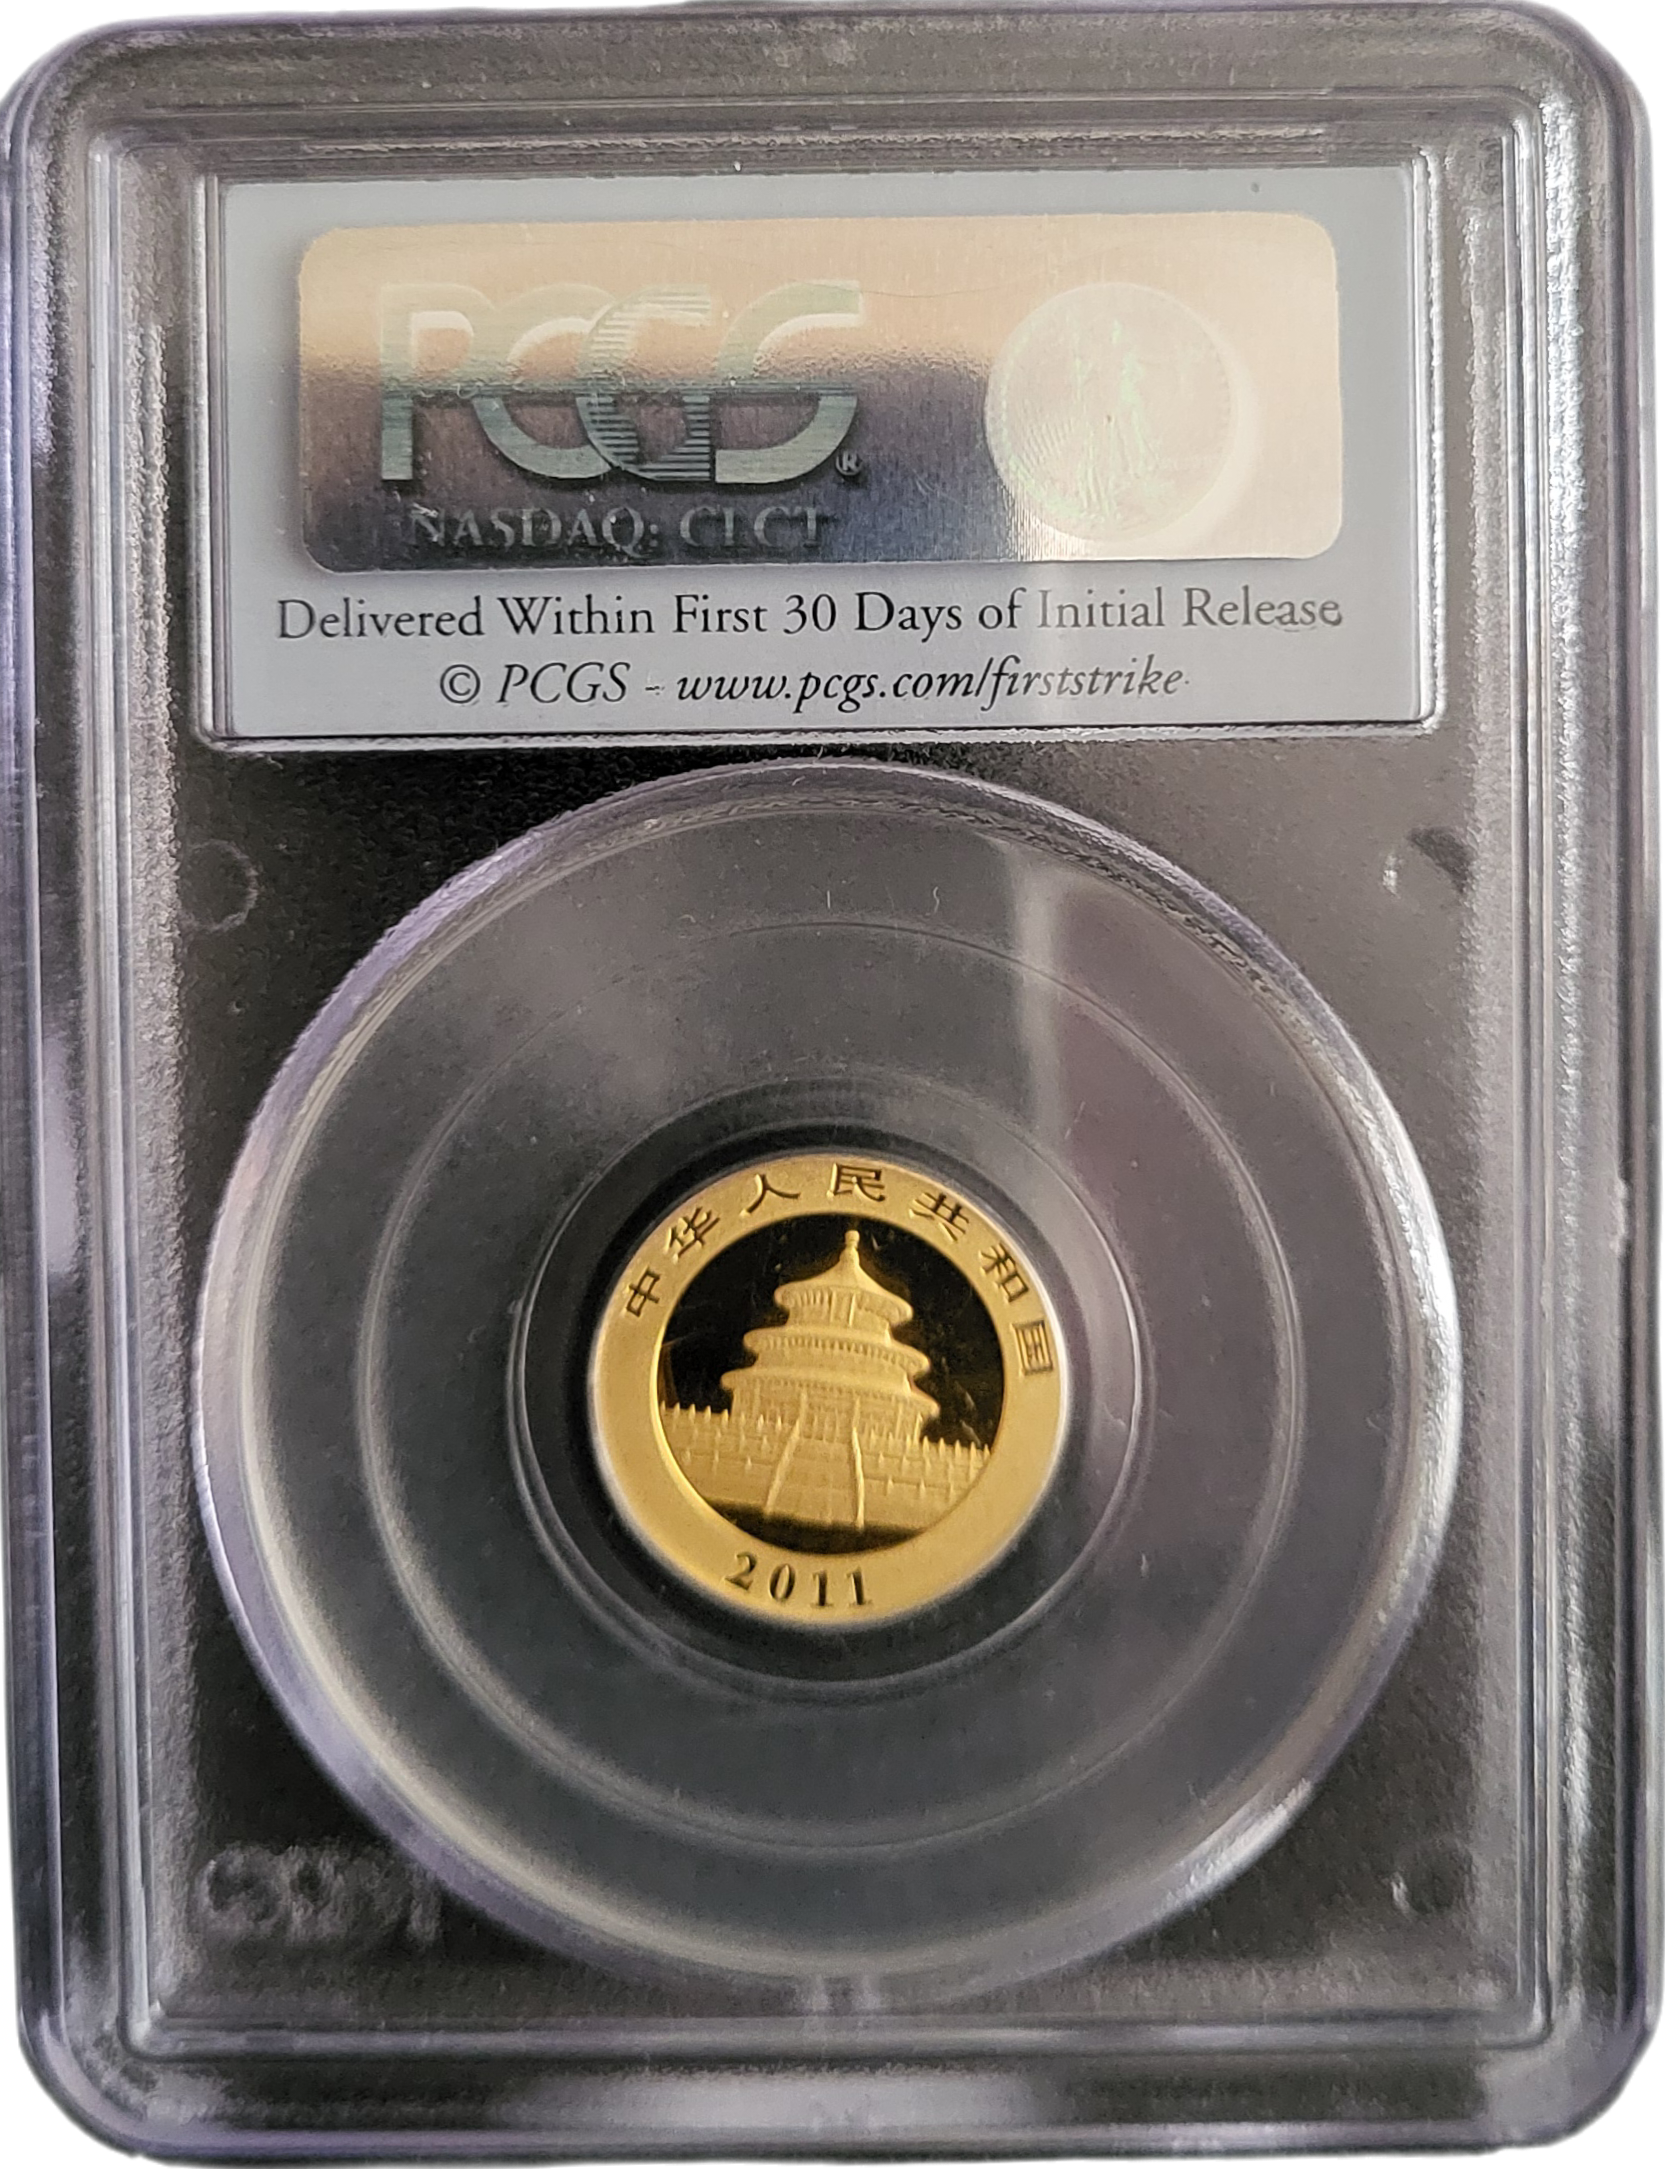 PCGS®
NASDAQ: CLCT
Delivered Within First 30 Days of Initial Release
© PCGS - www.pcgs.com/firststrike
中华人民共和国
2011